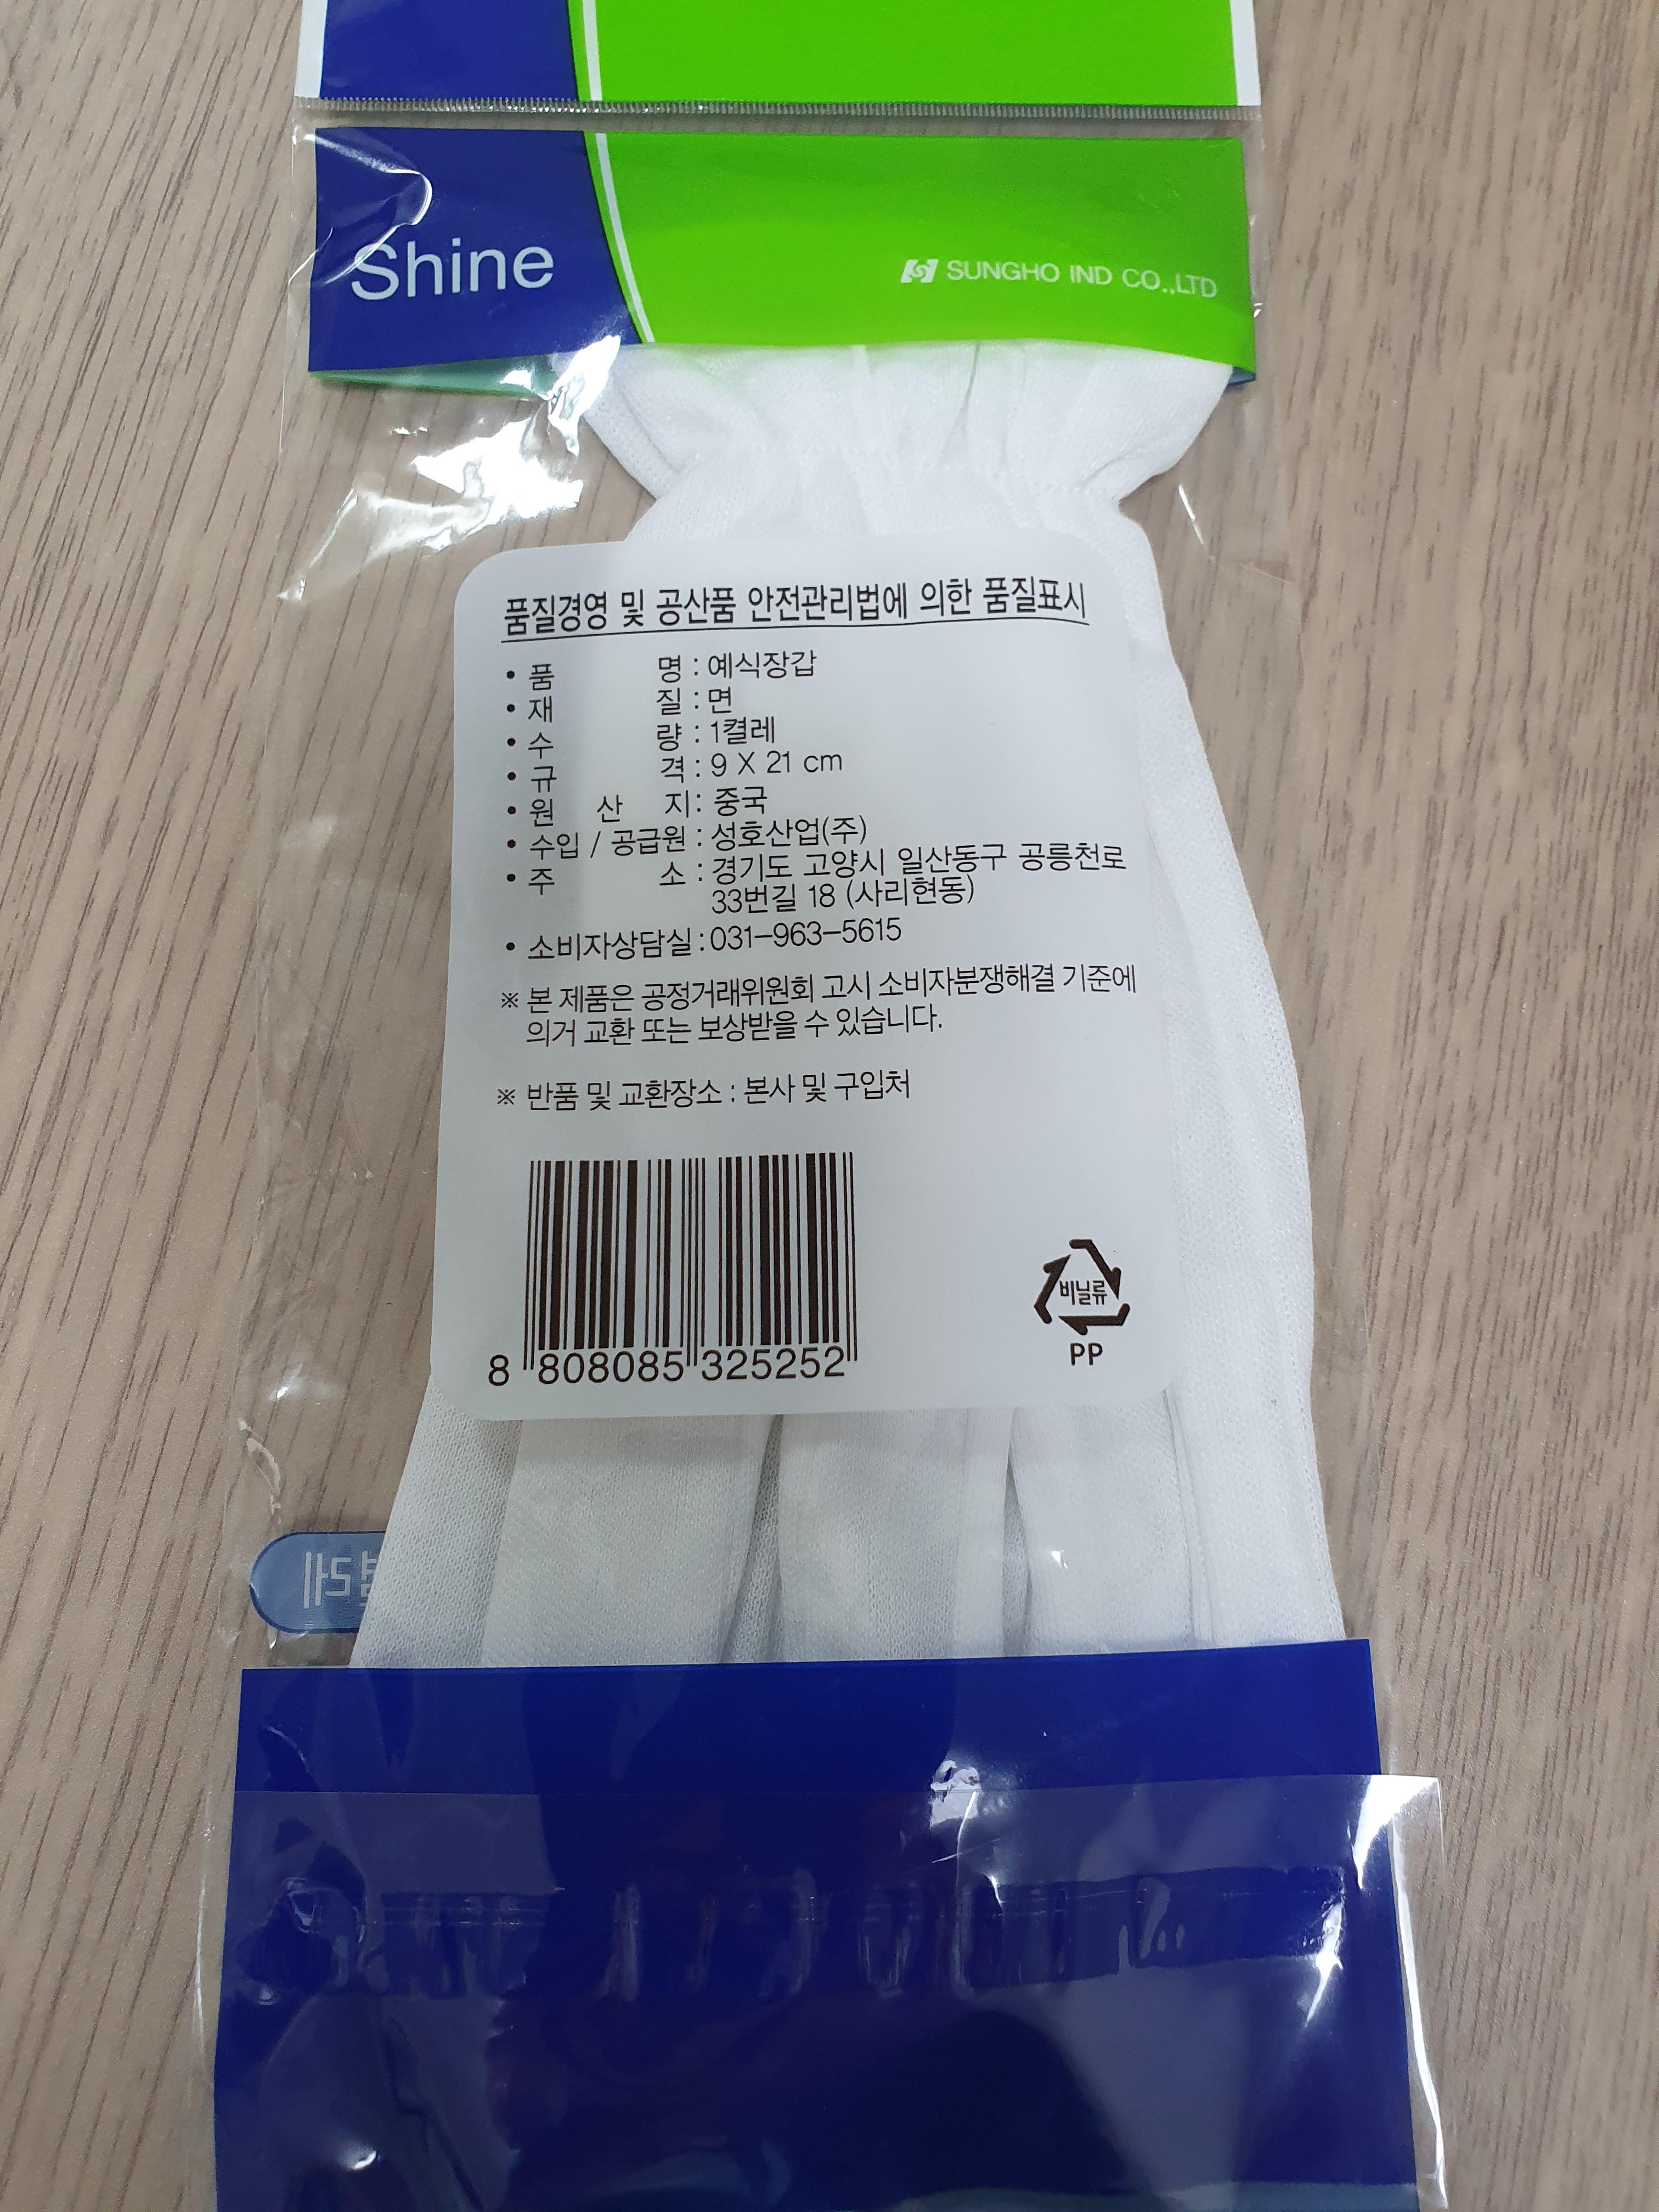 Shine
SUNGHO IND CO.,LTD
품질경영 및 공산품 안전관리법에 의한 품질표시
• 품 명 : 예식장갑
• 재 질 : 면
• 수 량 : 1켤레
• 규 격 : 9 X 21 cm
• 원 산 지 : 중국
• 수입 / 공급원 : 성호산업(주)
• 주 소 : 경기도 고양시 일산동구 공릉천로
33번길 18 (사리현동)
• 소비자상담실 : 031-963-5615
※ 본 제품은 공정거래위원회 고시 소비자분쟁해결 기준에
의거 교환 또는 보상받을 수 있습니다.
※ 반품 및 교환장소 : 본사 및 구입처
비닐류
PP
8 808085 325252